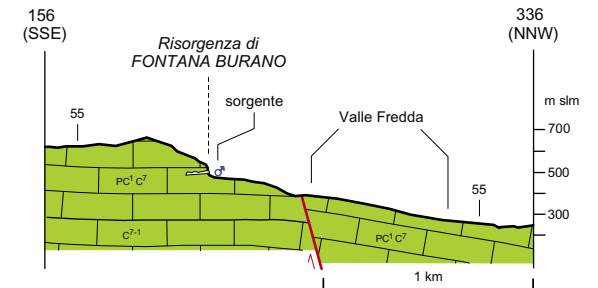 156
(SSE)
336
(NNW)
Risorgenza di
FONTANA BURANO
sorgente
55
Valle Fredda
m slm
700
500
300
55
PC¹ C⁷
C⁷⁻¹
PC¹ C⁷
1 km